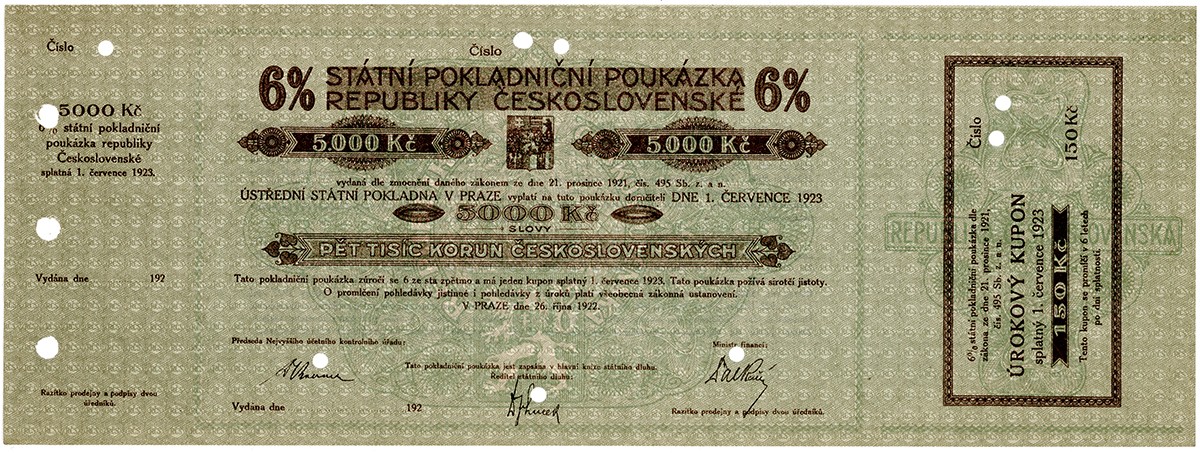 Číslo
5000 Kč
6% státní pokladniční
poukázka republiky
Československé
splatná 1. července 1923.
Vydána dne 192
Razítko prodejny a podpisy dvou
úředníků.
Číslo
6% STÁTNÍ POKLADNIČNÍ POUKÁZKA 6%
REPUBLIKY ČESKOSLOVENSKÉ
5.000 Kč 5.000 Kč
vydaná dle zmocnění daného zákonem ze dne 21. prosince 1921, čís. 495 Sb. z. a n.
ÚSTŘEDNÍ STÁTNÍ POKLADNA V PRAZE vyplatí na tuto poukázku doručiteli DNE 1. ČERVENCE 1923
5000 Kč
SLOVY
PĚT TISÍC KORUN ČESKOSLOVENSKÝCH
Tato pokladniční poukázka zúročí se 6 ze sta zpětno a má jeden kupon splatný 1. července 1923. Tato poukázka požívá sirotčí jistoty.
O promlčení pohledávky jistinné i pohledávky z úroků platí všeobecná zákonná ustanovení.
V PRAZE dne 26. října 1922.
Předseda Nejvyššího účetního kontrolního úřadu:
Ministr financí:
Tato pokladniční poukázka jest zapsána v hlavní knize státního dluhu.
Ředitel státního dluhu:
Vydána dne 192
Razítko prodejny a podpisy dvou úředníků.
Číslo
150 Kč
6% státní pokladniční poukázka dle
zákona ze dne 21. prosince 1921,
čís. 495 Sb. z. a n.
ÚROKOVÝ KUPON
splatný 1. července 1923
150 Kč
Tento kupon se promlčí v 6 letech
po dni splatnosti.
REPUBLIKA